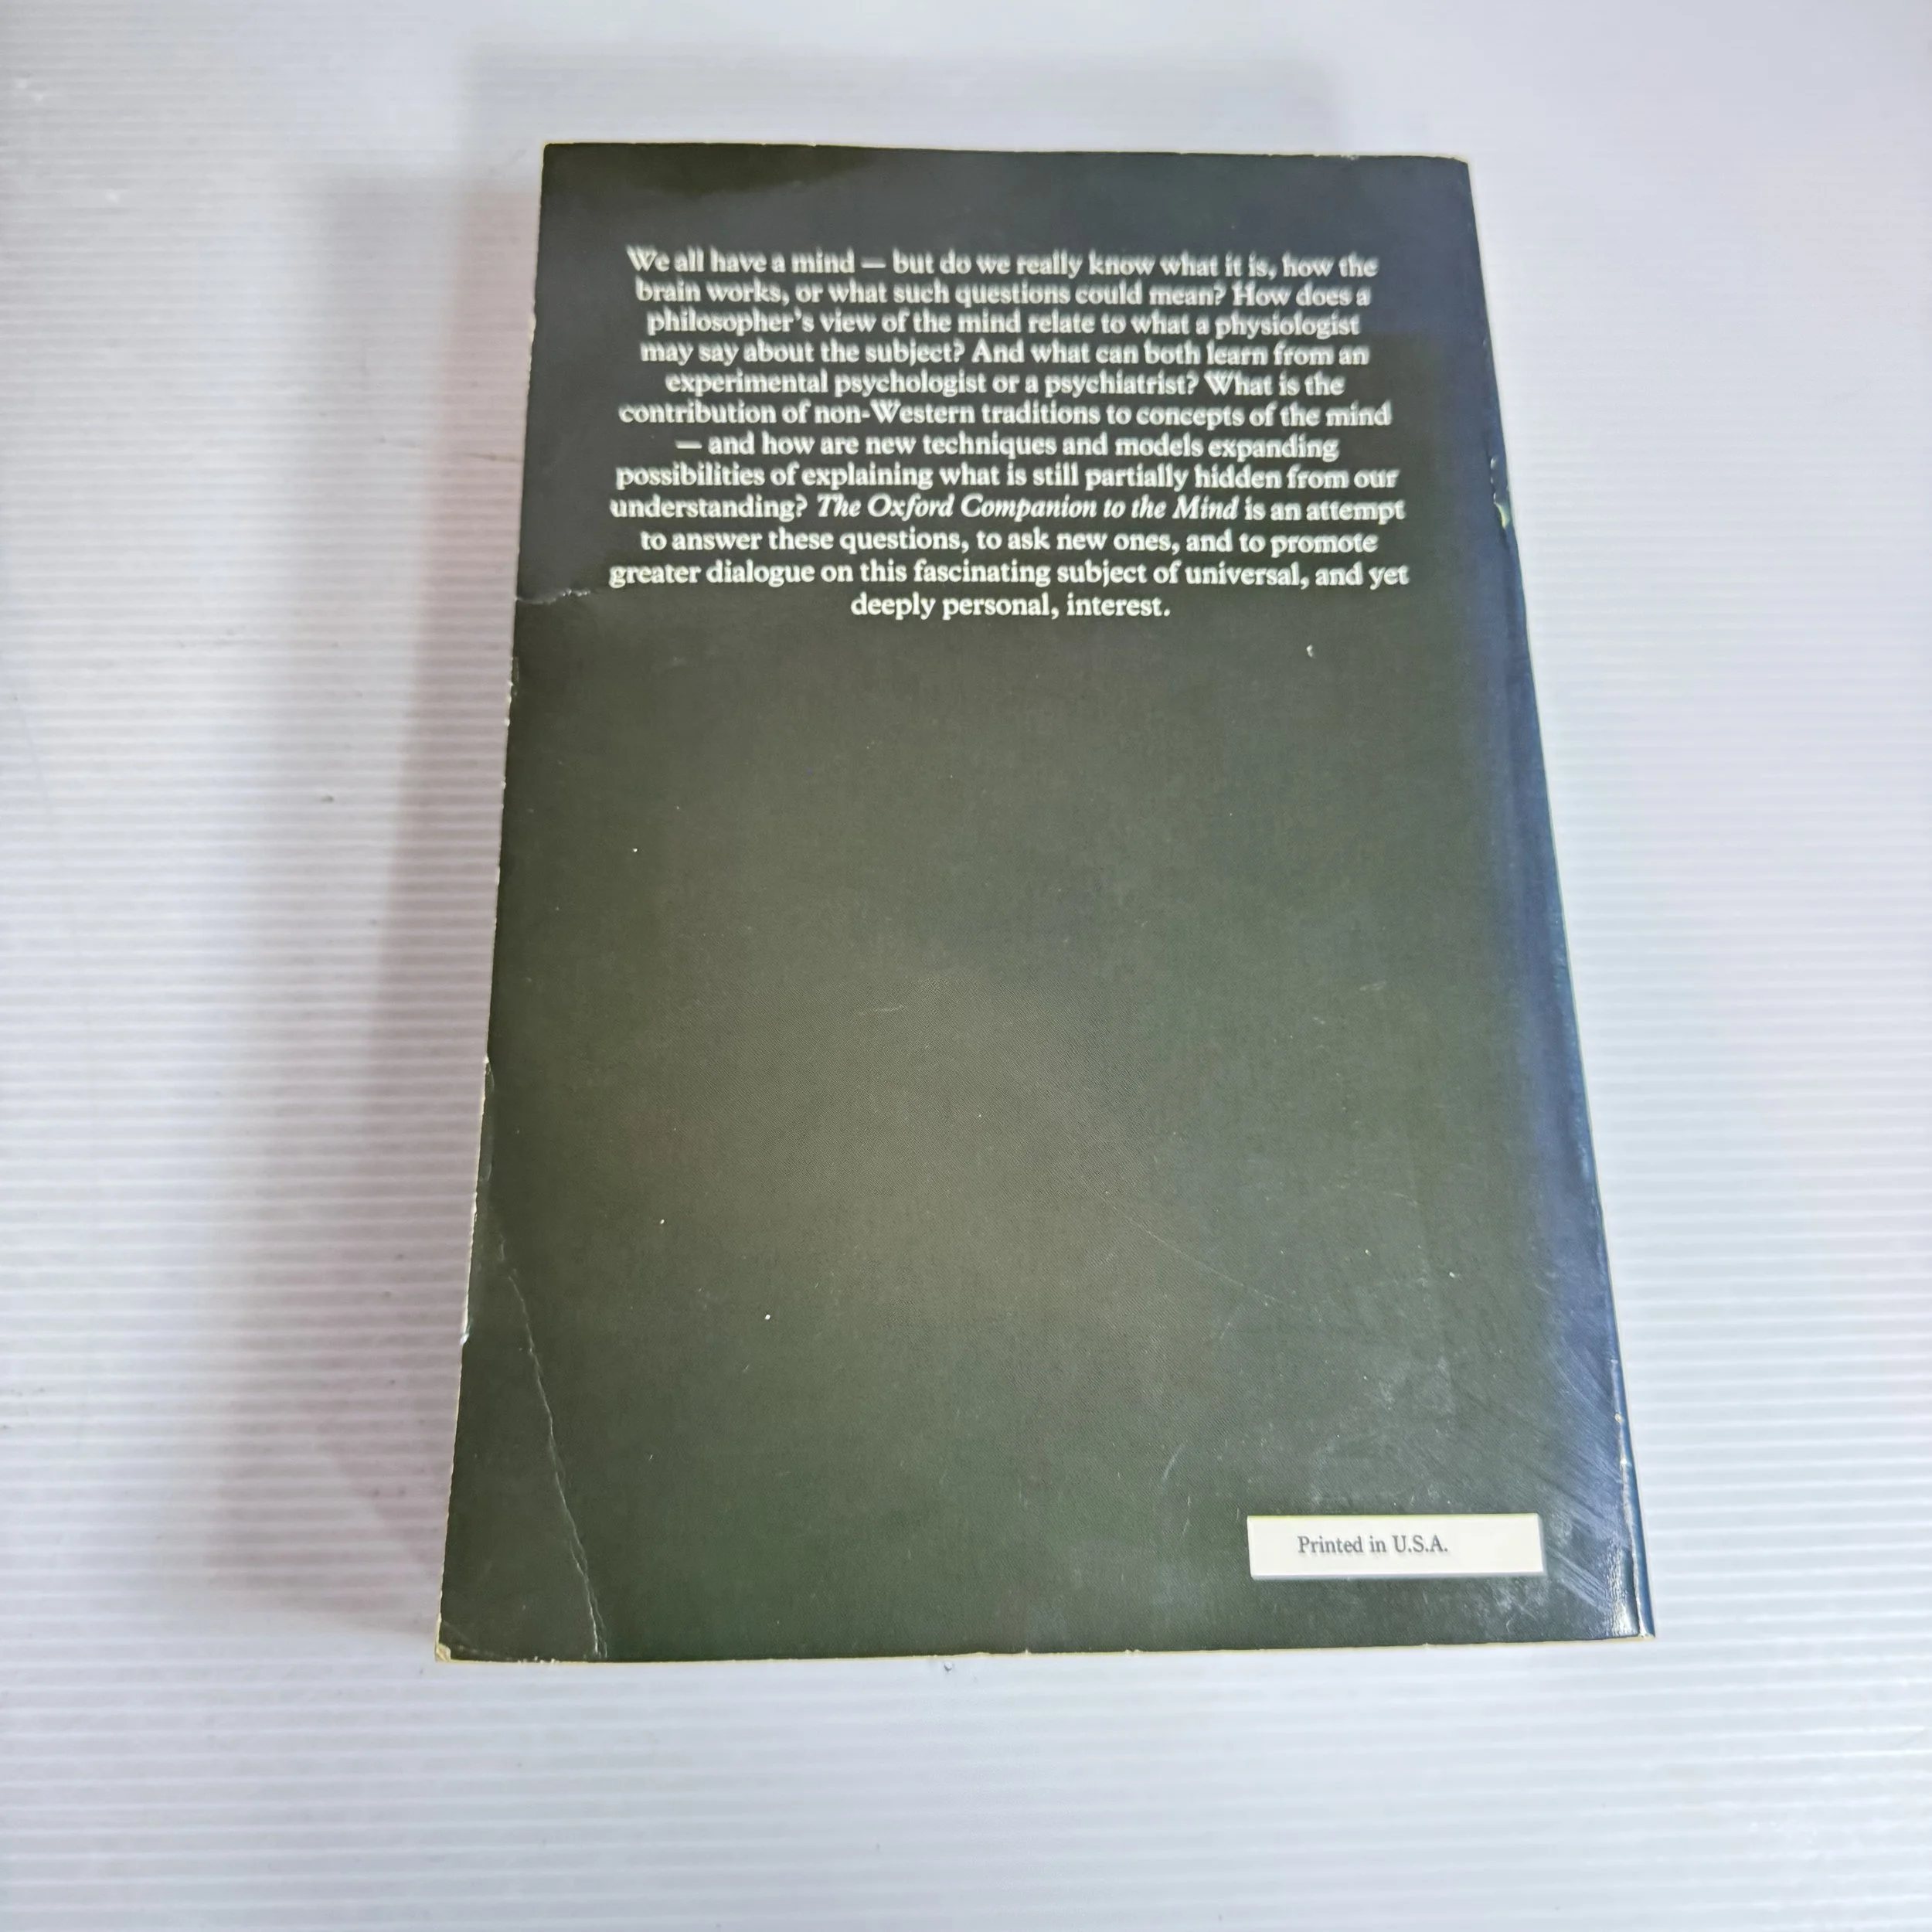 We all have a mind — but do we really know what it is, how the
brain works, or what such questions could mean? How does a
philosopher's view of the mind relate to what a physiologist
may say about the subject? And what can both learn from an
experimental psychologist or a psychiatrist? What is the
contribution of non-Western traditions to concepts of the mind
— and how are new techniques and models expanding
possibilities of explaining what is still partially hidden from our
understanding? The Oxford Companion to the Mind is an attempt
to answer these questions, to ask new ones, and to promote
greater dialogue on this fascinating subject of universal, and yet
deeply personal, interest.
Printed in U.S.A.